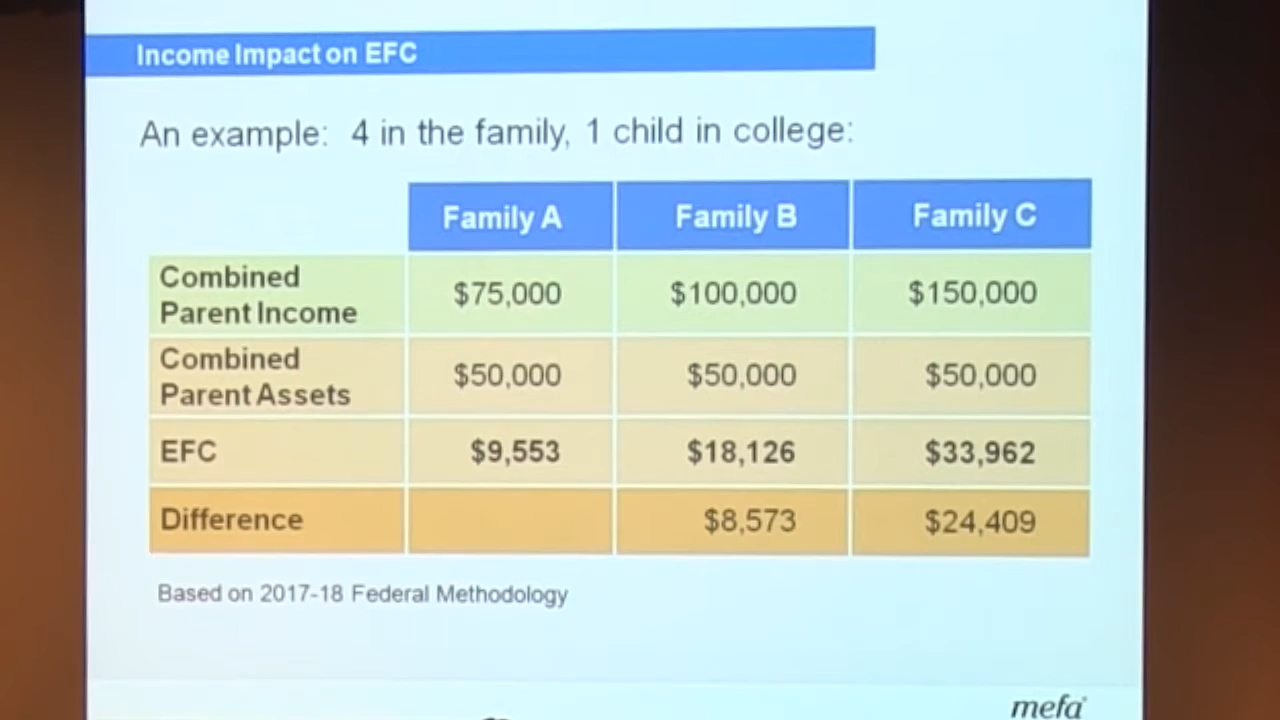 Income Impact on EFC
An example: 4 in the family, 1 child in college:
Family A Family B Family C
Combined
Parent Income $75,000 $100,000 $150,000
Combined
Parent Assets $50,000 $50,000 $50,000
EFC $9,553 $18,126 $33,962
Difference $8,573 $24,409
Based on 2017-18 Federal Methodology
mefa